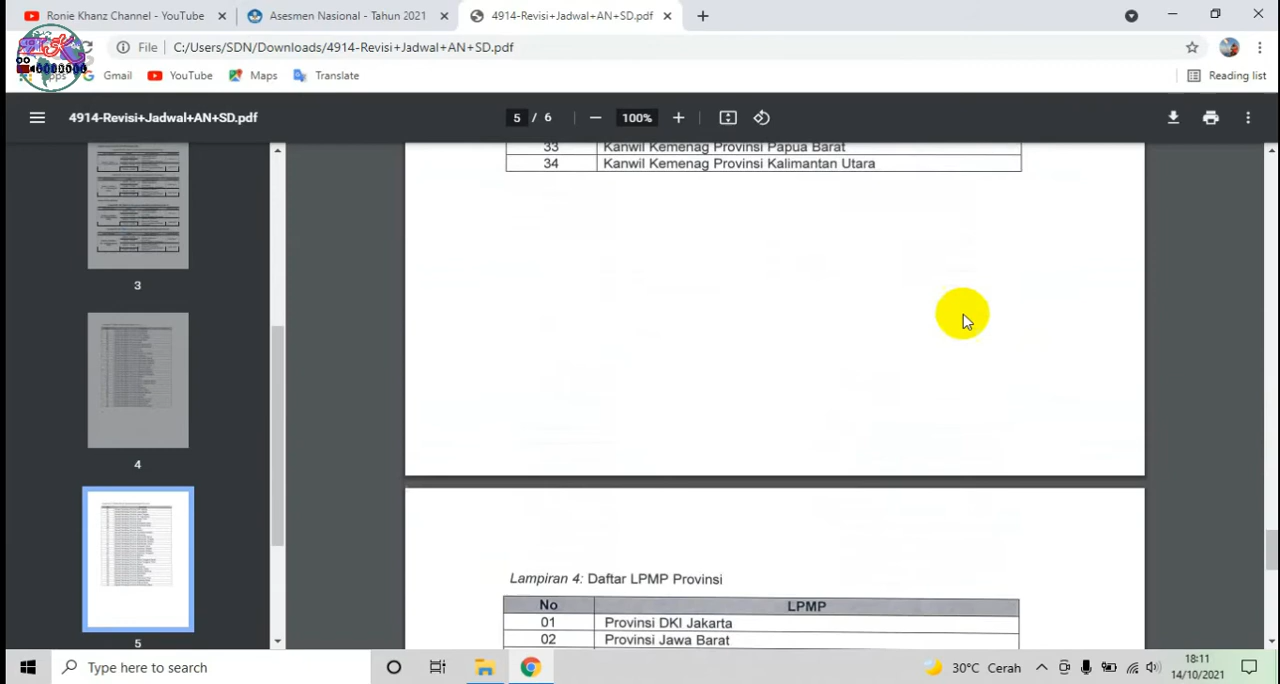 Ronie Khanz Channel - YouTube
Asesmen Nasional - Tahun 2021
4914-Revisi+Jadwal+AN+SD.pdf
File
C:/Users/SDN/Downloads/4914-Revisi+Jadwal+AN+SD.pdf
Apps
Gmail
YouTube
Maps
Translate
Reading list
4914-Revisi+Jadwal+AN+SD.pdf
5 / 6
100%
33 Kanwil Kemenag Provinsi Papua Barat
34 Kanwil Kemenag Provinsi Kalimantan Utara
3
4
5
Lampiran 4: Daftar LPMP Provinsi
No LPMP
01 Provinsi DKI Jakarta
02 Provinsi Jawa Barat
Type here to search
30°C Cerah
18:11
14/10/2021